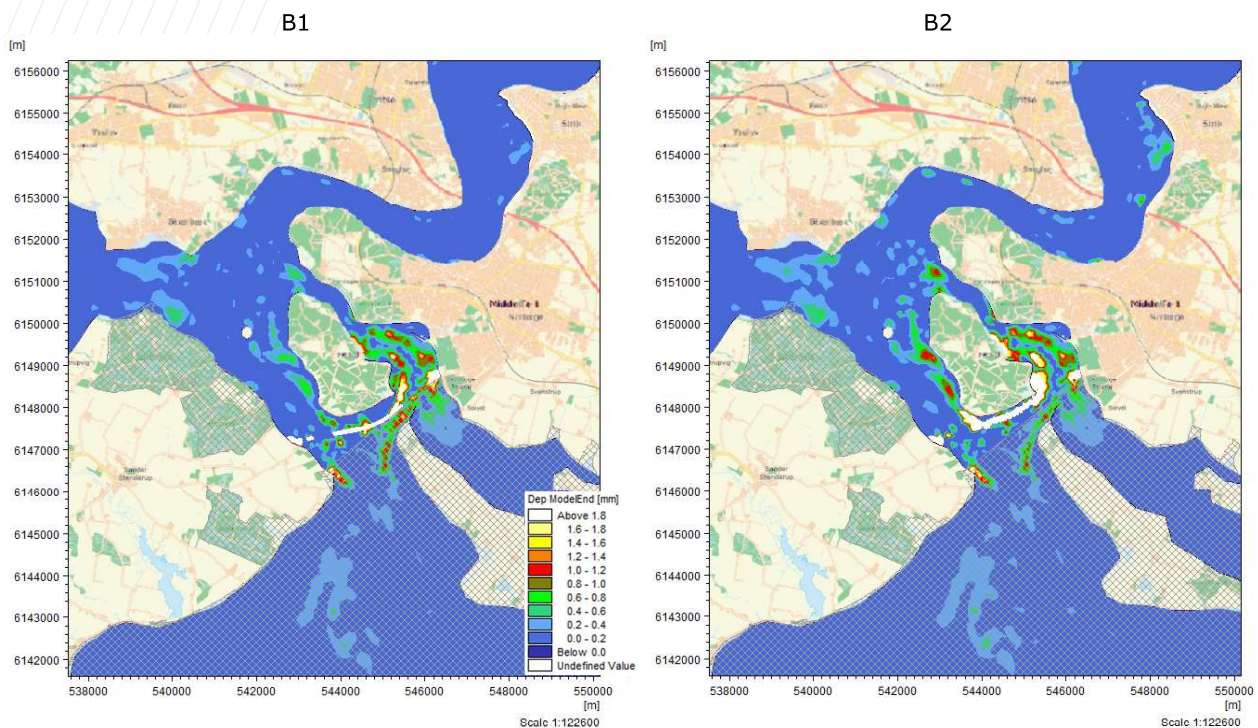 B1
B2
[m]
[m]
6156000
6155000
6154000
6153000
6152000
6151000
6150000
6149000
6148000
6147000
6146000
6145000
6144000
6143000
6142000
6156000
6155000
6154000
6153000
6152000
6151000
6150000
6149000
6148000
6147000
6146000
6145000
6144000
6143000
6142000
Svenstrup
Svenstrup
Stenderup
Stenderup
Dep ModelEnd [mm]
Above 1.8
1.6 - 1.8
1.4 - 1.6
1.2 - 1.4
1.0 - 1.2
0.8 - 1.0
0.6 - 0.8
0.4 - 0.6
0.2 - 0.4
0.0 - 0.2
Below 0.0
Undefined Value
538000 540000 542000 544000 546000 548000 550000
[m]
Scale 1:122600
538000 540000 542000 544000 546000 548000 550000
[m]
Scale 1:122600